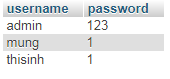 username password
admin 123
mung 1
thisinh 1